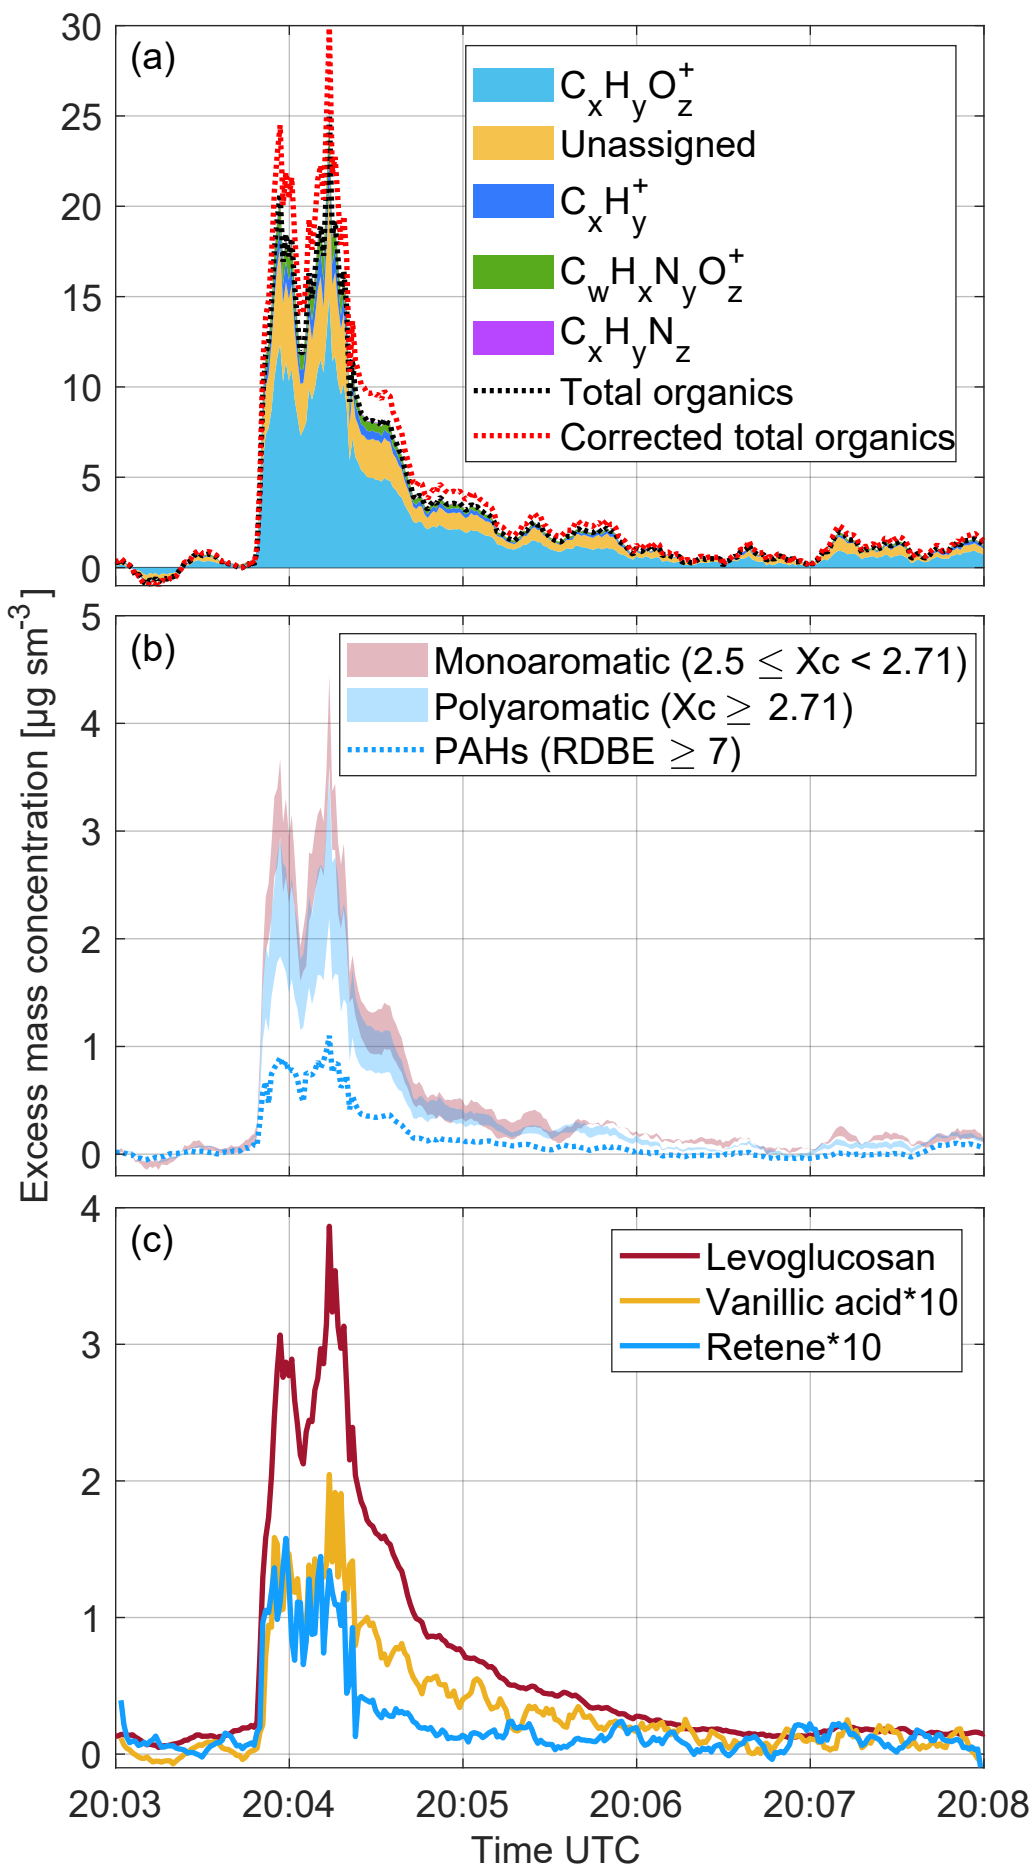 30
25
20
15
10
5
0
(a)
CxHyOz+
Unassigned
CxHy+
CwHxNyOz+
CxHyNz
Total organics
Corrected total organics
Excess mass concentration [µg sm-3]
5
4
3
2
1
0
(b)
Monoaromatic (2.5 ≤ Xc < 2.71)
Polyaromatic (Xc ≥ 2.71)
PAHs (RDBE ≥ 7)
4
3
2
1
0
(c)
Levoglucosan
Vanillic acid*10
Retene*10
20:03 20:04 20:05 20:06 20:07 20:08
Time UTC